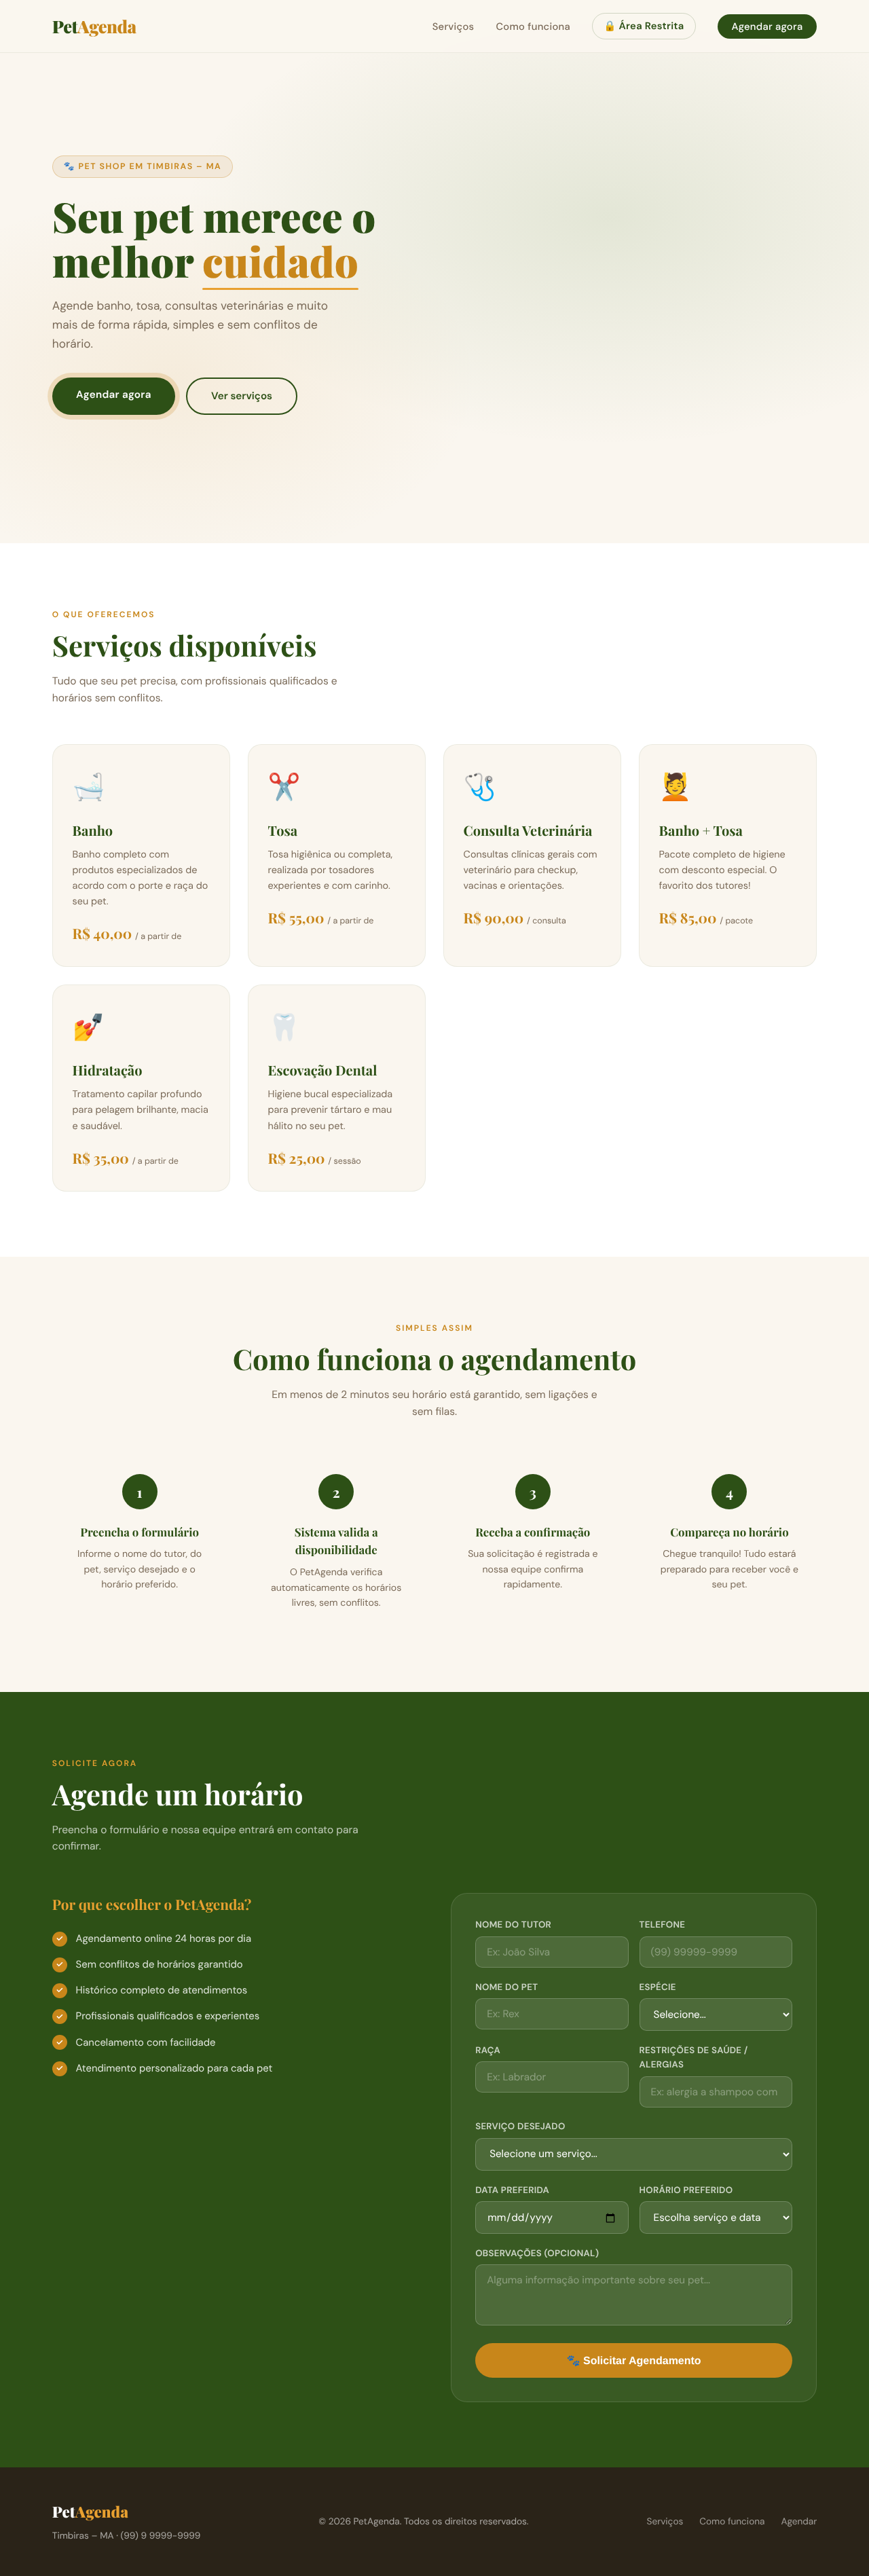 PetAgenda
Serviços
Como funciona
🔒 Área Restrita
Agendar agora
🐾 PET SHOP EM TIMBIRAS – MA
Seu pet merece o
melhor cuidado
Agende banho, tosa, consultas veterinárias e muito
mais de forma rápida, simples e sem conflitos de
horário.
Agendar agora
Ver serviços
O QUE OFERECEMOS
Serviços disponíveis
Tudo que seu pet precisa, com profissionais qualificados e
horários sem conflitos.
Banho
Banho completo com
produtos especializados de
acordo com o porte e raça do
seu pet.
R$ 40,00 / a partir de
Tosa
Tosa higiênica ou completa,
realizada por tosadores
experientes e com carinho.
R$ 55,00 / a partir de
Consulta Veterinária
Consultas clínicas gerais com
veterinário para checkup,
vacinas e orientações.
R$ 90,00 / consulta
Banho + Tosa
Pacote completo de higiene
com desconto especial. O
favorito dos tutores!
R$ 85,00 / pacote
Hidratação
Tratamento capilar profundo
para pelagem brilhante, macia
e saudável.
R$ 35,00 / a partir de
Escovação Dental
Higiene bucal especializada
para prevenir tártaro e mau
hálito no seu pet.
R$ 25,00 / sessão
SIMPLES ASSIM
Como funciona o agendamento
Em menos de 2 minutos seu horário está garantido, sem ligações e
sem filas.
1
Preencha o formulário
Informe o nome do tutor, do
pet, serviço desejado e o
horário preferido.
2
Sistema valida a
disponibilidade
O PetAgenda verifica
automaticamente os horários
livres, sem conflitos.
3
Receba a confirmação
Sua solicitação é registrada e
nossa equipe confirma
rapidamente.
4
Compareça no horário
Chegue tranquilo! Tudo estará
preparado para receber você e
seu pet.
SOLICITE AGORA
Agende um horário
Preencha o formulário e nossa equipe entrará em contato para
confirmar.
Por que escolher o PetAgenda?
Agendamento online 24 horas por dia
Sem conflitos de horários garantido
Histórico completo de atendimentos
Profissionais qualificados e experientes
Cancelamento com facilidade
Atendimento personalizado para cada pet
NOME DO TUTOR
Ex: João Silva
TELEFONE
(99) 99999-9999
NOME DO PET
Ex: Rex
ESPÉCIE
Selecione...
RAÇA
Ex: Labrador
RESTRIÇÕES DE SAÚDE /
ALERGIAS
Ex: alergia a shampoo com
SERVIÇO DESEJADO
Selecione um serviço...
DATA PREFERIDA
mm/dd/yyyy
HORÁRIO PREFERIDO
Escolha serviço e data
OBSERVAÇÕES (OPCIONAL)
Alguma informação importante sobre seu pet...
🐾 Solicitar Agendamento
PetAgenda
Timbiras – MA · (99) 9 9999-9999
© 2026 PetAgenda. Todos os direitos reservados.
Serviços
Como funciona
Agendar